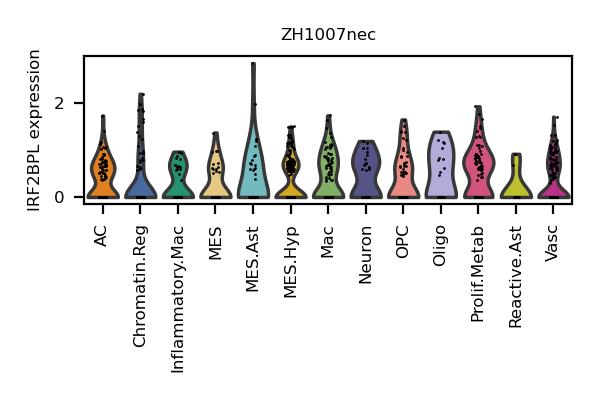 ZH1007nec
IRF2BPL expression
2
0
AC
Chromatin.Reg
Inflammatory.Mac
MES
MES.Ast
MES.Hyp
Mac
Neuron
OPC
Oligo
Prolif.Metab
Reactive.Ast
Vasc